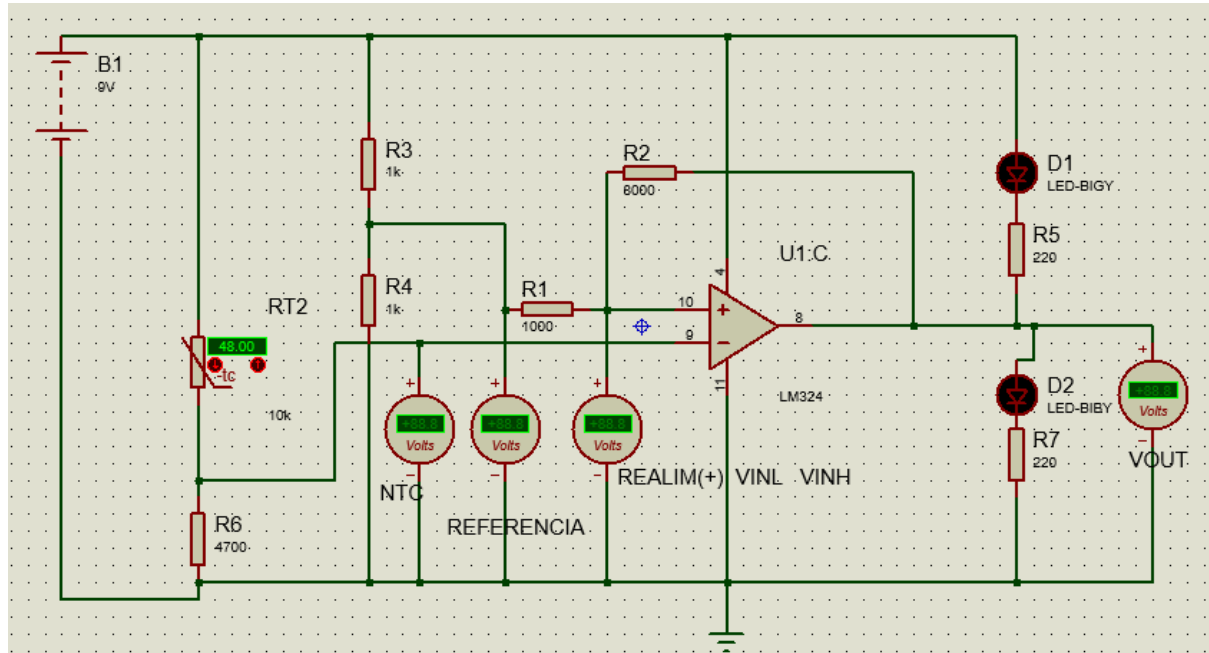 B1
9V
R3
1k
R2
6000
D1
LED-BIGY
R5
220
U1:C
4
R4
1k
R1
1000
10
9
8
11
LM324
RT2
48.00
-tc
10k
D2
LED-BIBY
R7
220
+88.8
Volts
VOUT
+88.8
Volts
+88.8
Volts
+88.8
Volts
NTC
REFERENCIA
REALIM(+) VINL VINH
R6
4700